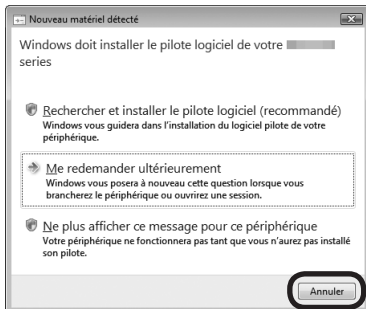 Nouveau matériel détecté
Windows doit installer le pilote logiciel de votre
series
Rechercher et installer le pilote logiciel (recommandé)
Windows vous guidera dans l'installation du logiciel pilote de votre
périphérique.
Me redemander ultérieurement
Windows vous posera à nouveau cette question lorsque vous
brancherez le périphérique ou ouvrirez une session.
Ne plus afficher ce message pour ce périphérique
Votre périphérique ne fonctionnera pas tant que vous n'aurez pas installé
son pilote.
Annuler